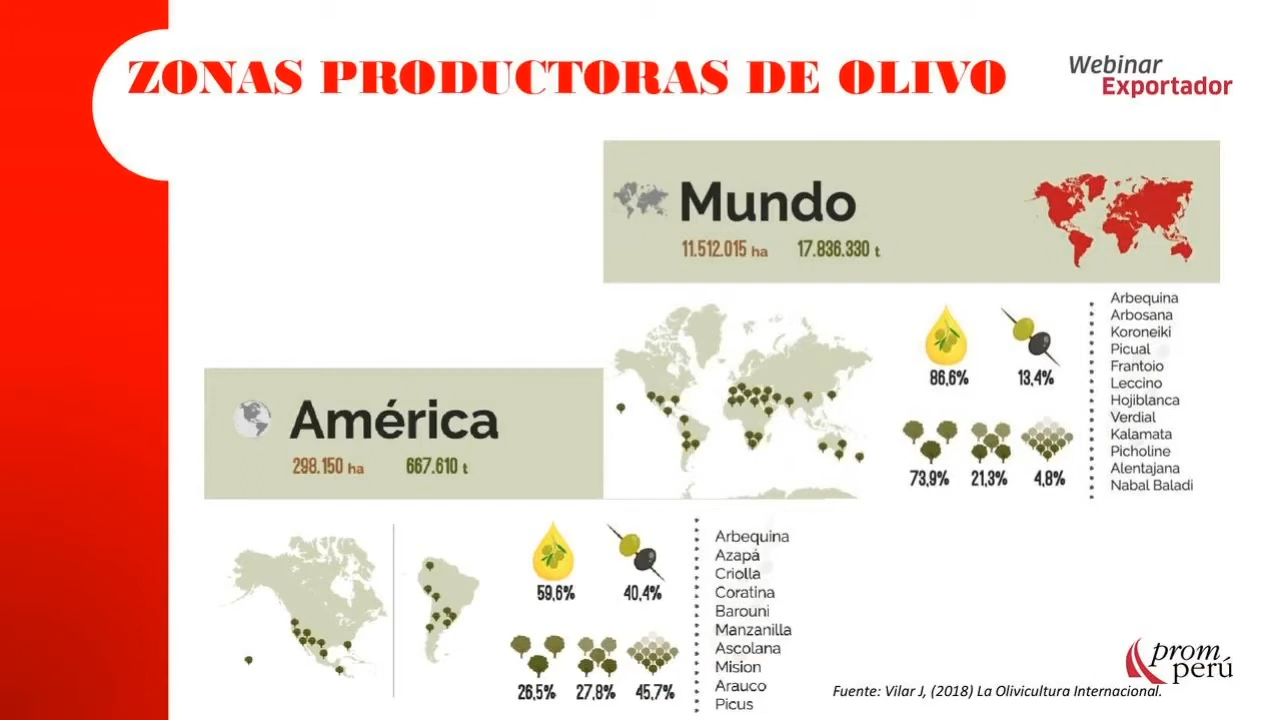 ZONAS PRODUCTORAS DE OLIVO
Webinar
Exportador
Mundo
11.512.015 ha 17.836.330 t
86,6% 13,4%
73,9% 21,3% 4,8%
Arbequina
Arbosana
Koroneiki
Picual
Frantoio
Leccino
Hojiblanca
Verdial
Kalamata
Picholine
Alentajana
Nabal Baladi
América
298.150 ha 667.610 t
59,6% 40,4%
26,5% 27,8% 45,7%
Arbequina
Azapá
Criolla
Coratina
Barouni
Manzanilla
Ascolana
Mision
Arauco
Picus
prom
perú
Fuente: Vilar J, (2018) La Olivicultura Internacional.